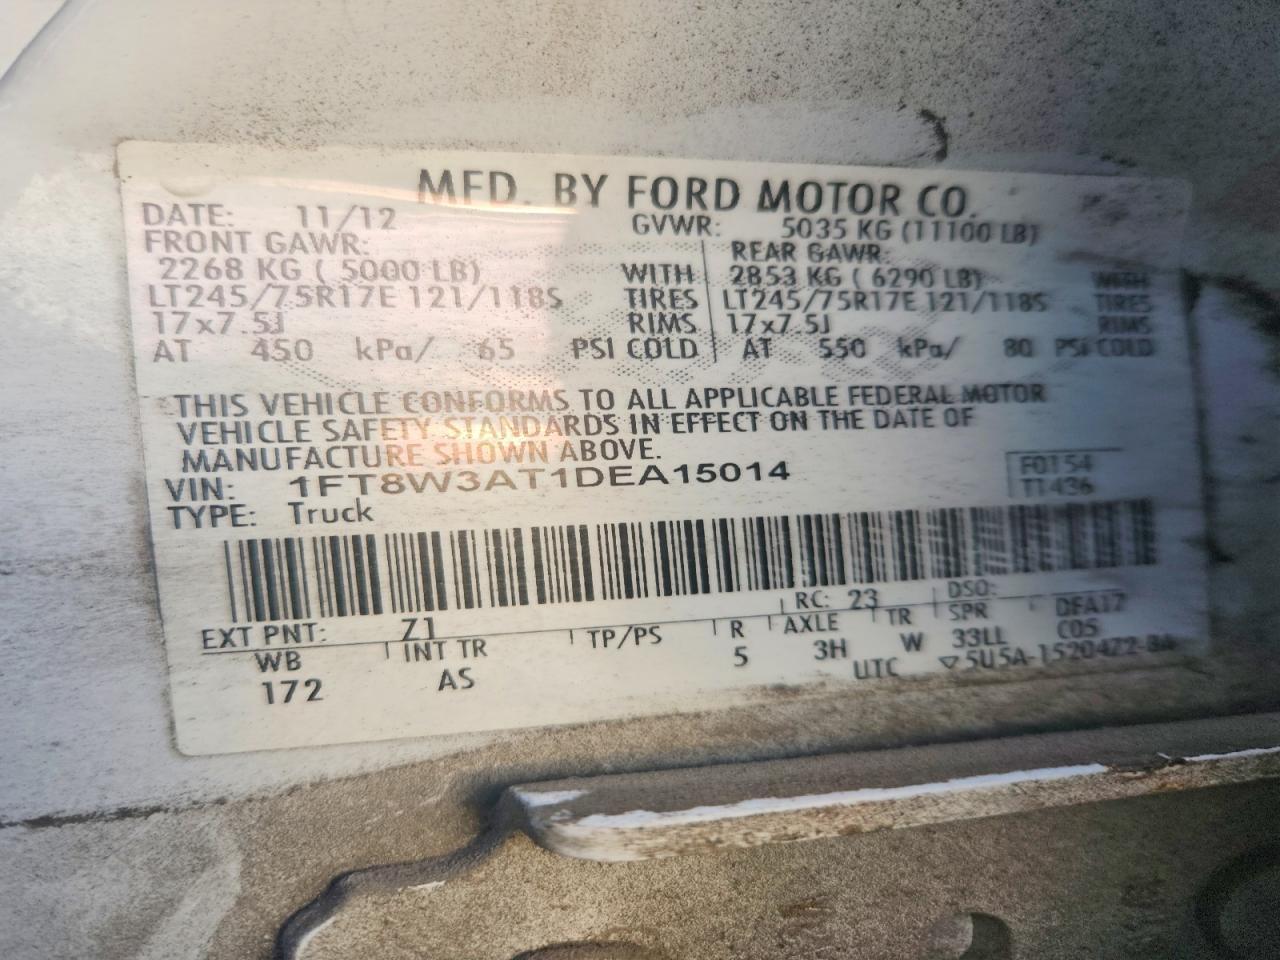 MFD. BY FORD MOTOR CO.
DATE: 11/12 GVWR: 5035 KG (11100 LB)
FRONT GAWR: REAR GAWR:
2268 KG ( 5000 LB) WITH 2853 KG ( 6290 LB) WITH
LT245/75R17E 121/118S TIRES LT245/75R17E 121/118S TIRES
17x7.5J RIMS 17x7.5J RIMS
AT 450 kPa/ 65 PSI COLD AT 550 kPa/ 80 PSI COLD
THIS VEHICLE CONFORMS TO ALL APPLICABLE FEDERAL MOTOR
VEHICLE SAFETY STANDARDS IN EFFECT ON THE DATE OF
MANUFACTURE SHOWN ABOVE.
VIN: 1FT8W3AT1DEA15014 F0154
TYPE: Truck T1436
EXT PNT: Z1 RC: 23 DSO:
WB INT TR TP/PS R AXLE TR SPR DFA17
172 AS 5 3H W 33LL C05
UTC ▽5U5A-1520472-BA